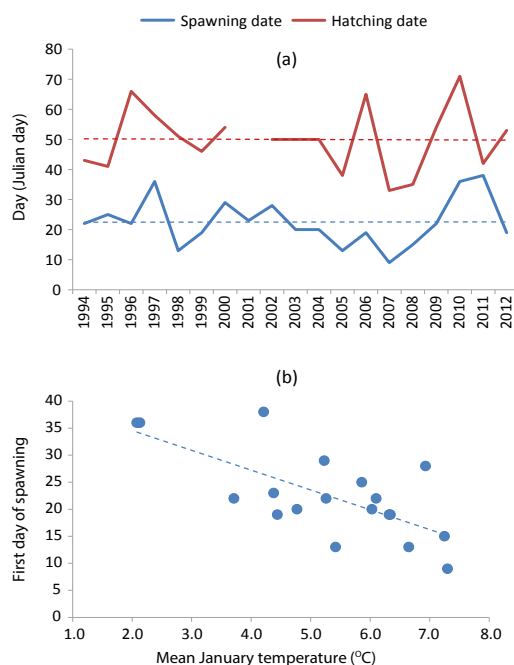 Spawning date Hatching date
(a)
Day (Julian day)
80
70
60
50
40
30
20
10
0
1994 1995 1996 1997 1998 1999 2000 2001 2002 2003 2004 2005 2006 2007 2008 2009 2010 2011 2012
(b)
First day of spawning
40
35
30
25
20
15
10
5
0
1.0 2.0 3.0 4.0 5.0 6.0 7.0 8.0
Mean January temperature (ᴼC)